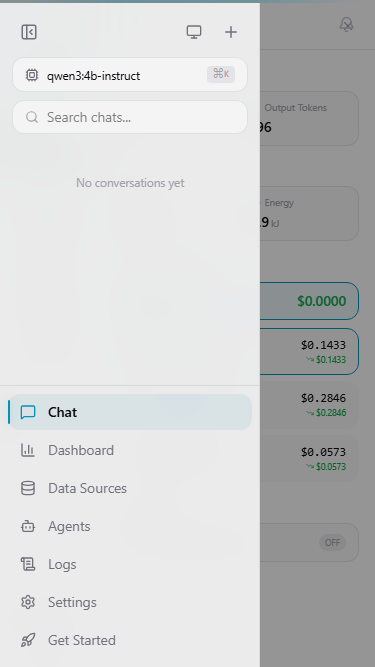 qwen3:4b-instruct
⌘K
Search chats...
No conversations yet
Chat
Dashboard
Data Sources
Agents
Logs
Settings
Get Started
Output Tokens
96
Energy
.9 kJ
$0.0000
$0.1433
$0.1433
$0.2846
$0.2846
$0.0573
$0.0573
OFF